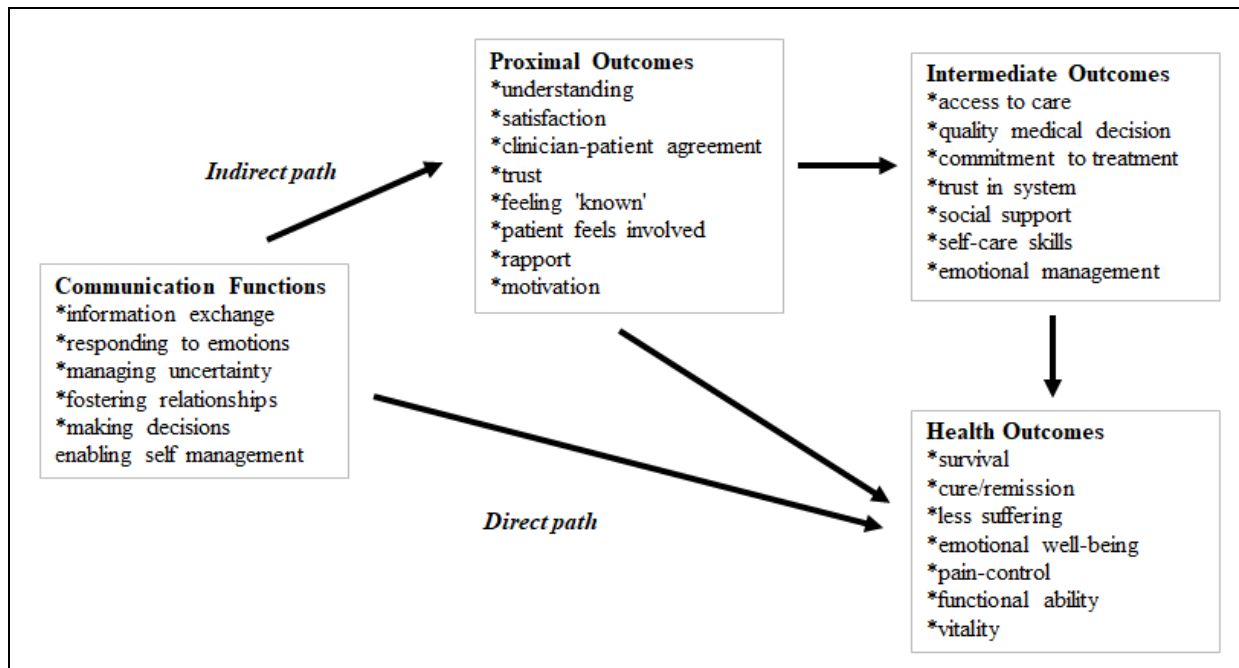 Proximal Outcomes
*understanding
*satisfaction
*clinician-patient agreement
*trust
*feeling 'known'
*patient feels involved
*rapport
*motivation
Intermediate Outcomes
*access to care
*quality medical decision
*commitment to treatment
*trust in system
*social support
*self-care skills
*emotional management
Indirect path
Communication Functions
*information exchange
*responding to emotions
*managing uncertainty
*fostering relationships
*making decisions
enabling self management
Direct path
Health Outcomes
*survival
*cure/remission
*less suffering
*emotional well-being
*pain-control
*functional ability
*vitality